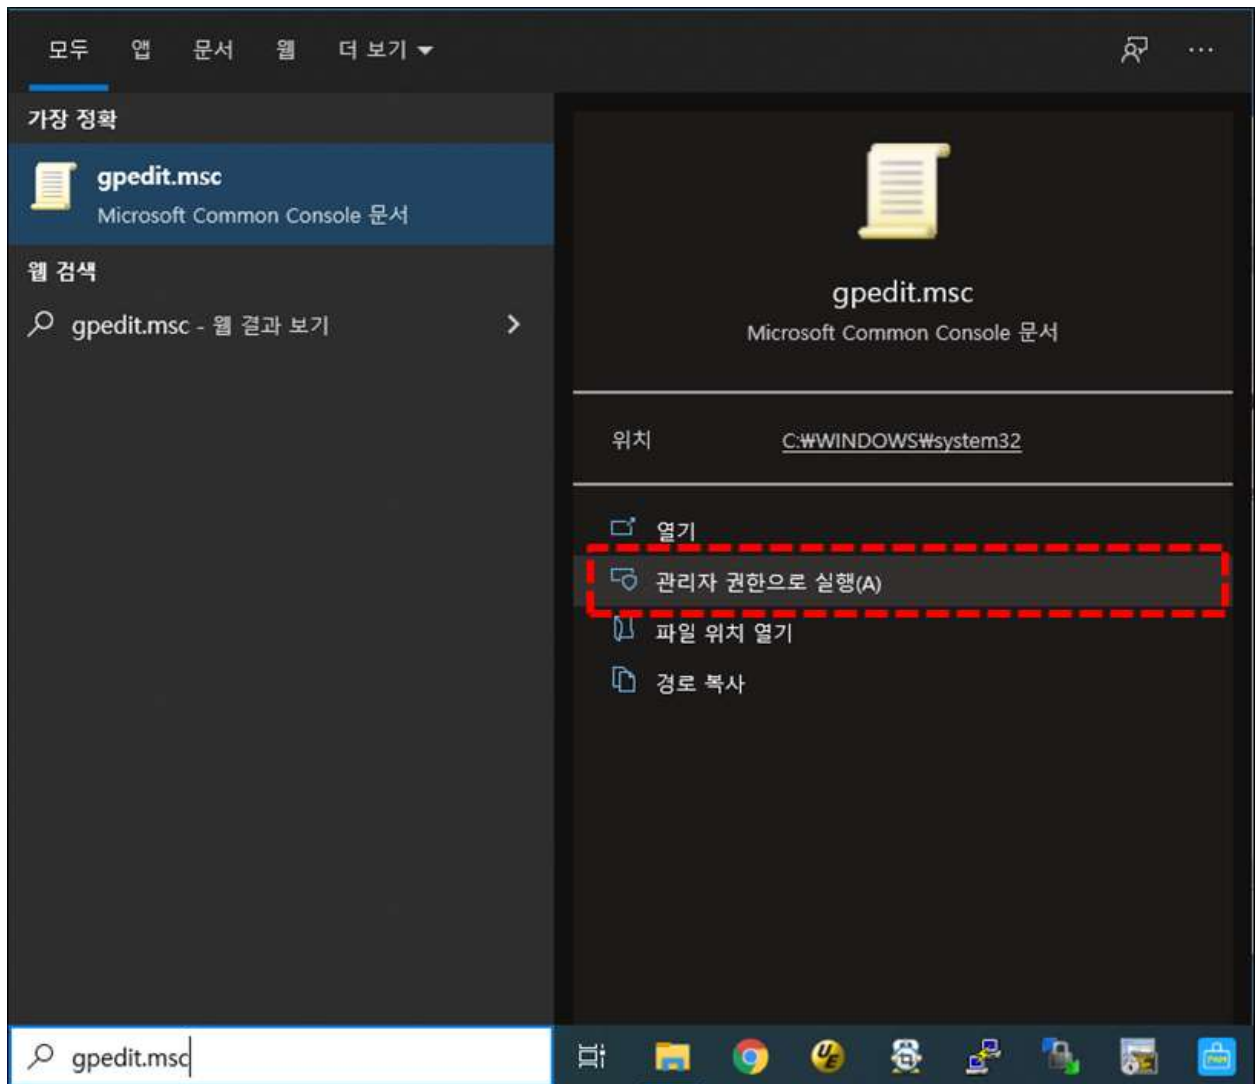 모두 앱 문서 웹 더 보기
가장 정확
gpedit.msc
Microsoft Common Console 문서
웹 검색
gpedit.msc - 웹 결과 보기
gpedit.msc
Microsoft Common Console 문서
위치 C:₩WINDOWS₩system32
열기
관리자 권한으로 실행(A)
파일 위치 열기
경로 복사
gpedit.msc